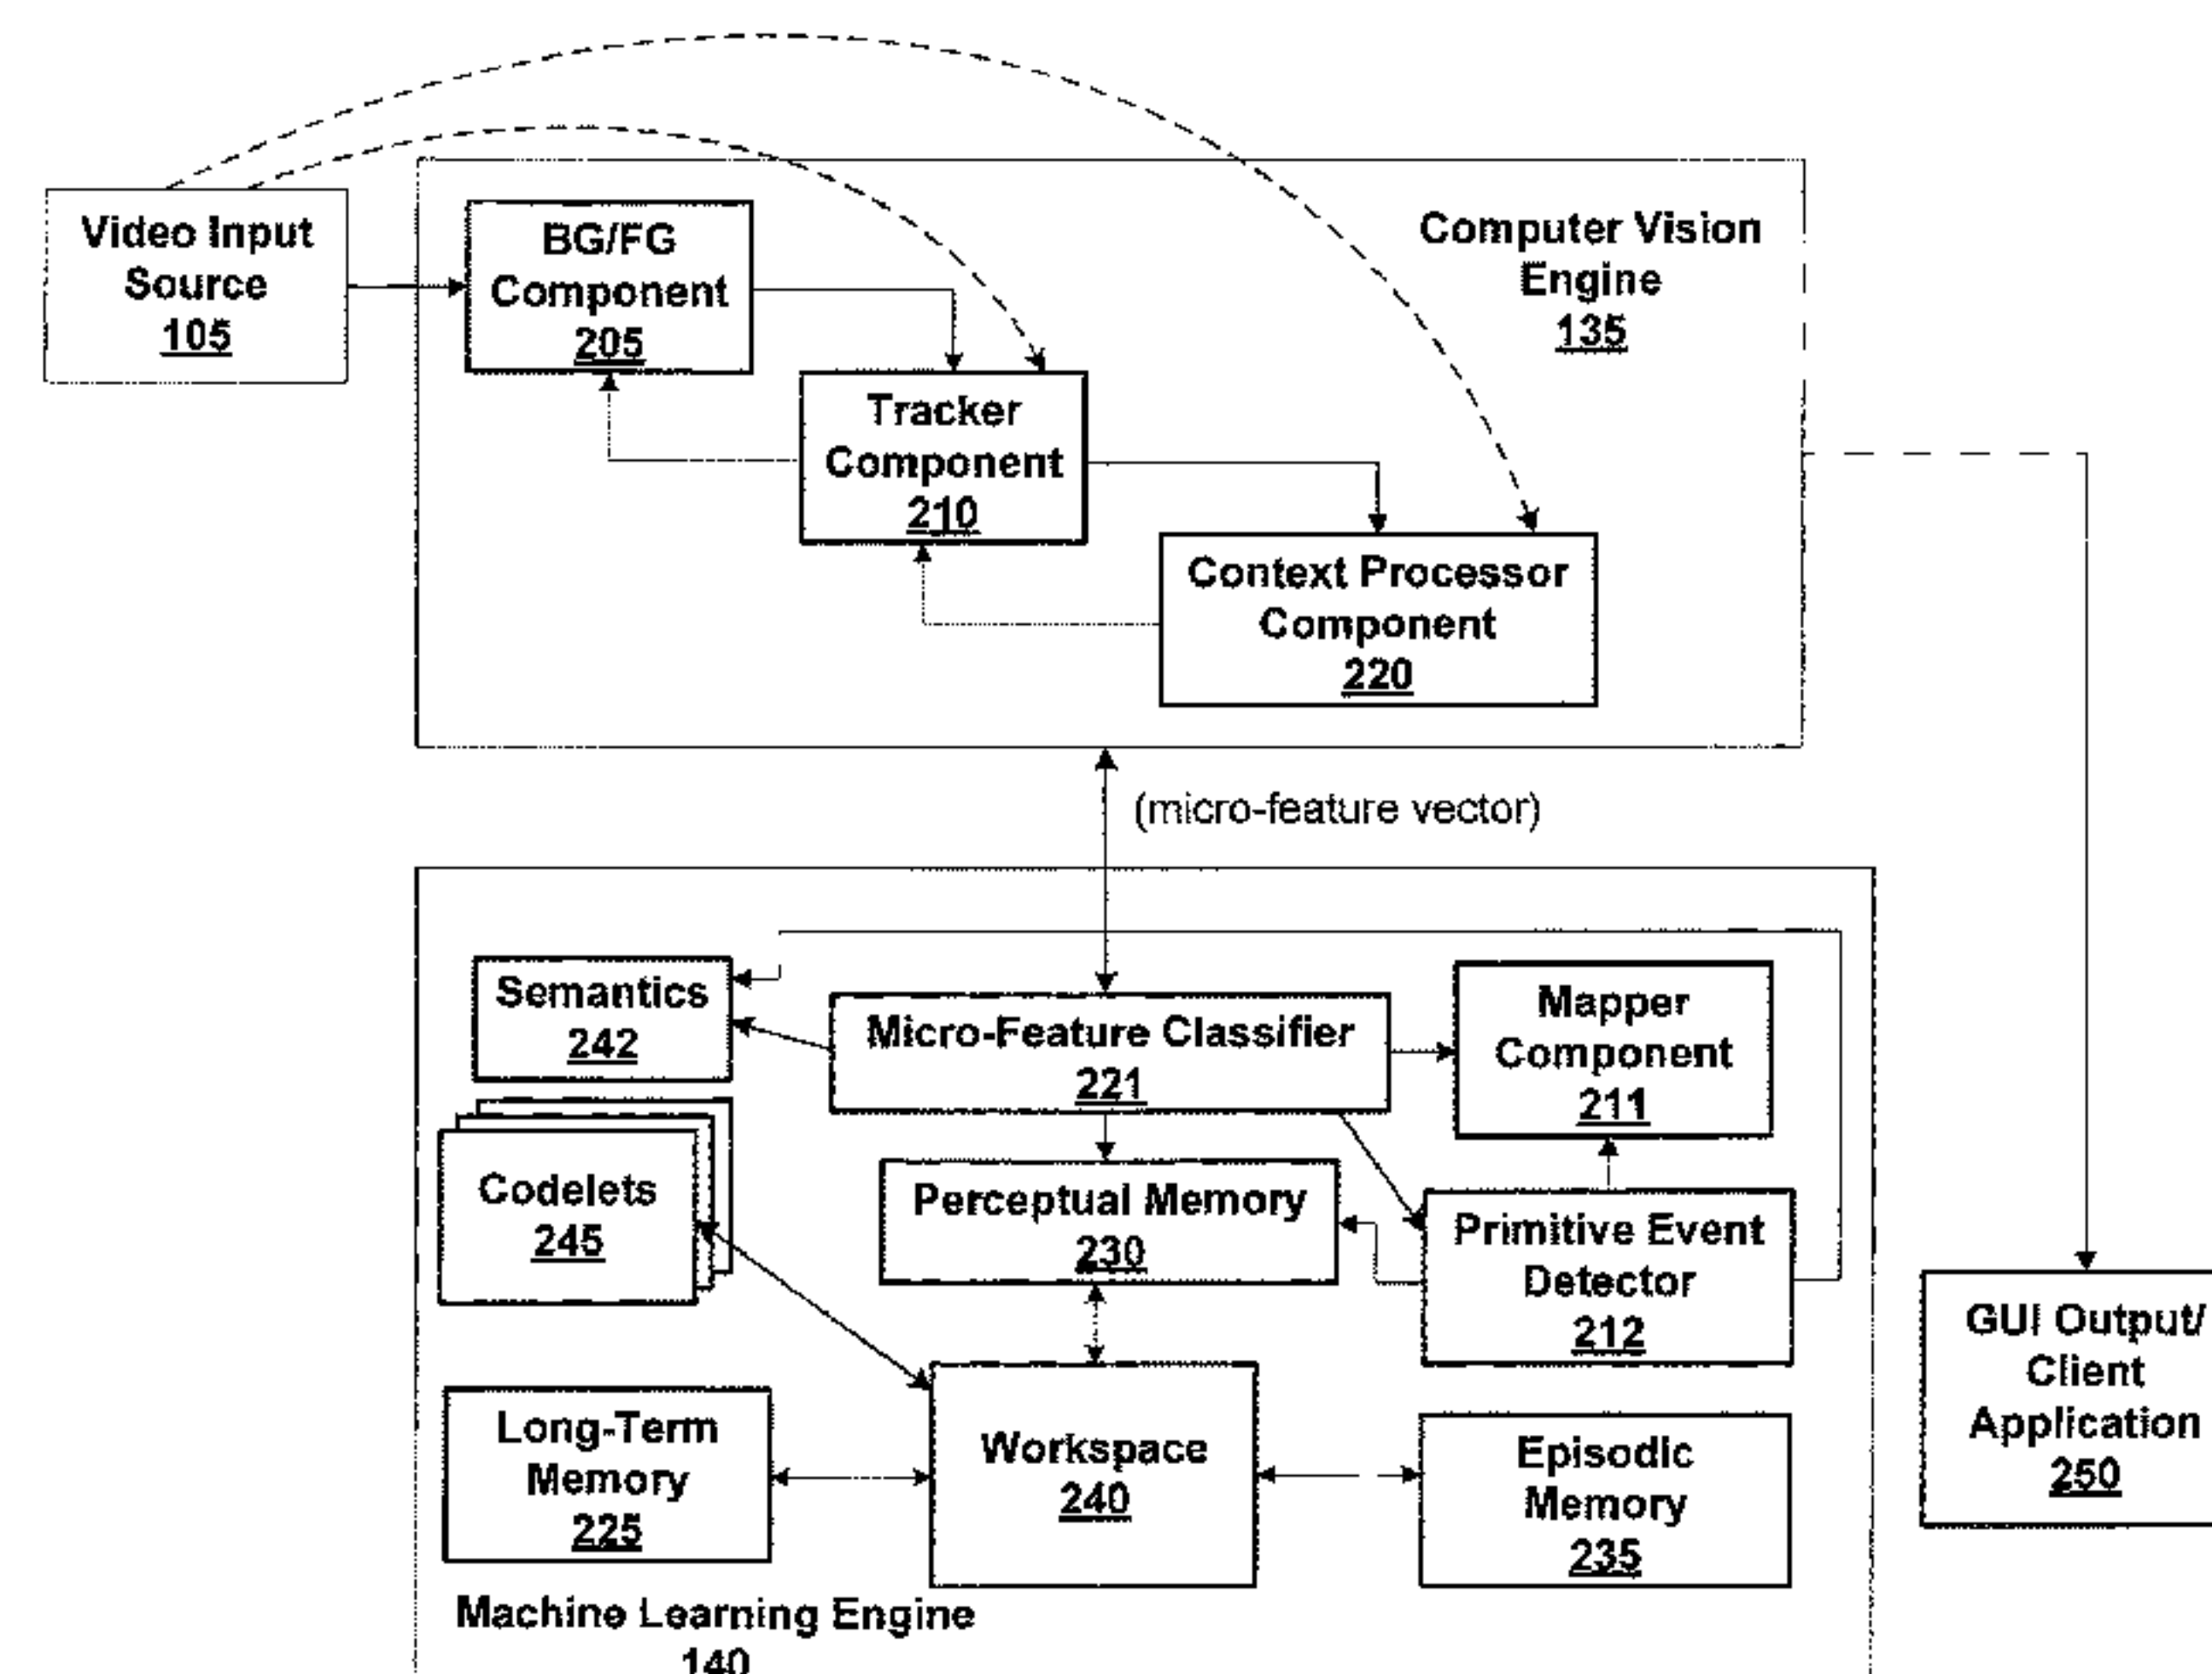 Video Input
Source
105
BG/FG
Component
205
Computer Vision
Engine
135
Tracker
Component
210
Context Processor
Component
220
(micro-feature vector)
Semantics
242
Micro-Feature Classifier
221
Mapper
Component
211
Codelets
245
Perceptual Memory
230
Primitive Event
Detector
212
GUI Output/
Client
Application
250
Long-Term
Memory
225
Workspace
240
Episodic
Memory
235
Machine Learning Engine
140